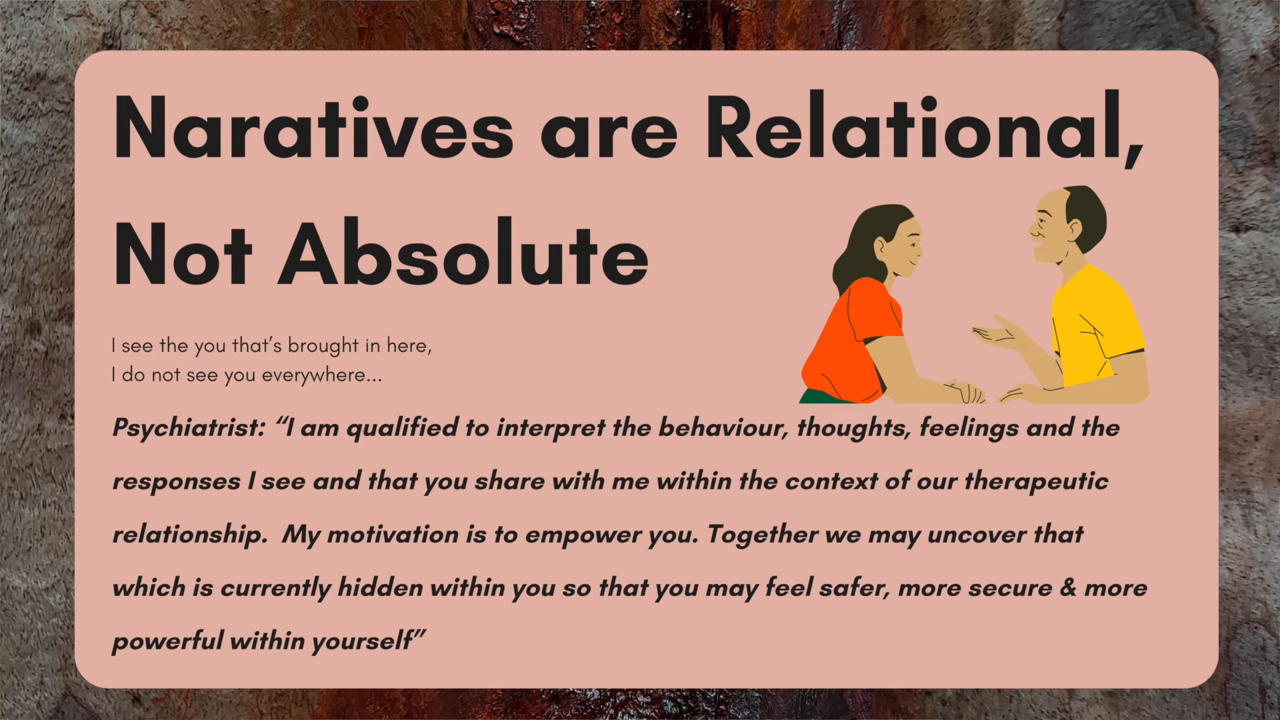 Naratives are Relational,
Not Absolute
I see the you that's brought in here,
I do not see you everywhere...
Psychiatrist: “I am qualified to interpret the behaviour, thoughts, feelings and the
responses I see and that you share with me within the context of our therapeutic
relationship.  My motivation is to empower you. Together we may uncover that
which is currently hidden within you so that you may feel safer, more secure & more
powerful within yourself”